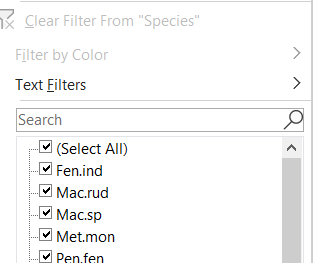 Clear Filter From "Species"
Filter by Color
Text Filters
Search
(Select All)
Fen.ind
Mac.rud
Mac.sp
Met.mon
Pen.fen